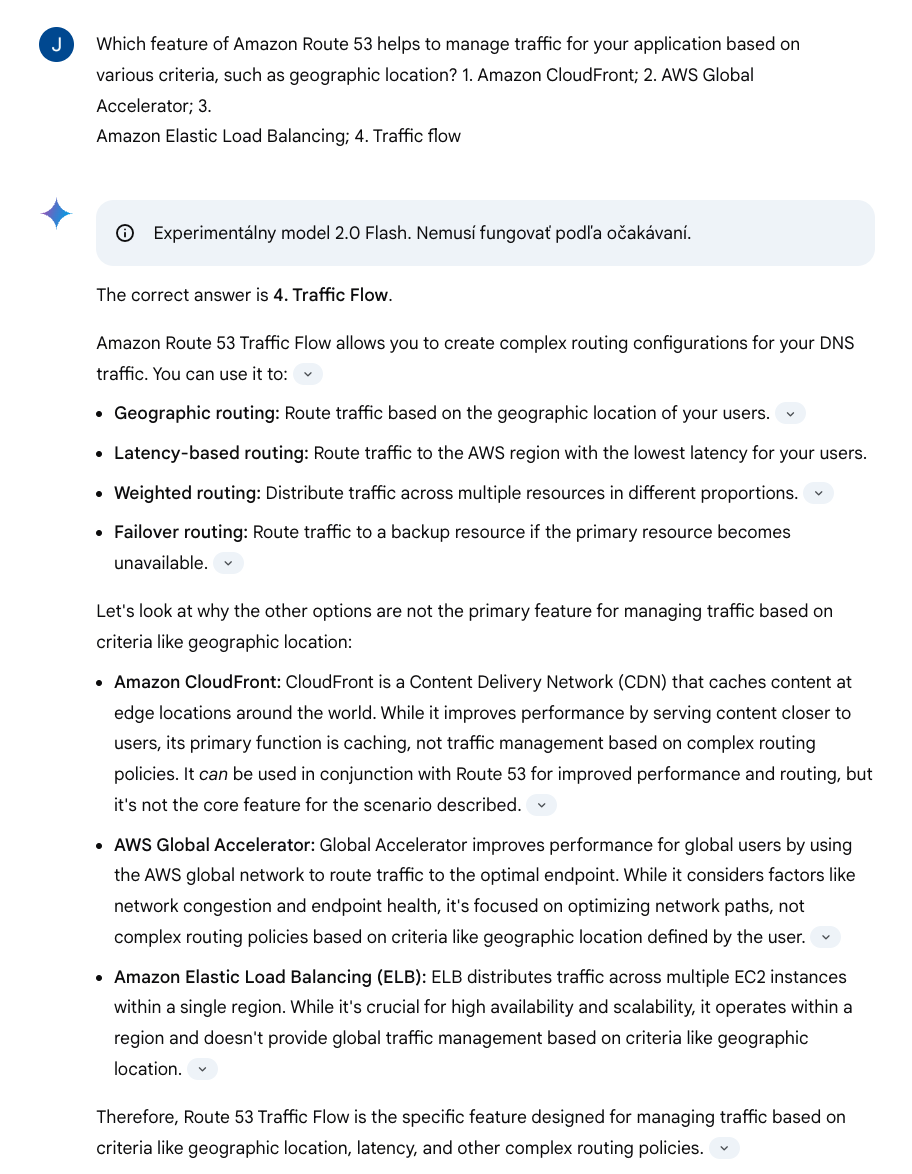 J
Which feature of Amazon Route 53 helps to manage traffic for your application based on
various criteria, such as geographic location? 1. Amazon CloudFront; 2. AWS Global
Accelerator; 3.
Amazon Elastic Load Balancing; 4. Traffic flow
Experimentálny model 2.0 Flash. Nemusí fungovať podľa očakávaní.
The correct answer is 4. Traffic Flow.
Amazon Route 53 Traffic Flow allows you to create complex routing configurations for your DNS
traffic. You can use it to:
• Geographic routing: Route traffic based on the geographic location of your users.
• Latency-based routing: Route traffic to the AWS region with the lowest latency for your users.
• Weighted routing: Distribute traffic across multiple resources in different proportions.
• Failover routing: Route traffic to a backup resource if the primary resource becomes
unavailable.
Let's look at why the other options are not the primary feature for managing traffic based on
criteria like geographic location:
• Amazon CloudFront: CloudFront is a Content Delivery Network (CDN) that caches content at
edge locations around the world. While it improves performance by serving content closer to
users, its primary function is caching, not traffic management based on complex routing
policies. It can be used in conjunction with Route 53 for improved performance and routing, but
it's not the core feature for the scenario described.
• AWS Global Accelerator: Global Accelerator improves performance for global users by using
the AWS global network to route traffic to the optimal endpoint. While it considers factors like
network congestion and endpoint health, it's focused on optimizing network paths, not
complex routing policies based on criteria like geographic location defined by the user.
• Amazon Elastic Load Balancing (ELB): ELB distributes traffic across multiple EC2 instances
within a single region. While it's crucial for high availability and scalability, it operates within a
region and doesn't provide global traffic management based on criteria like geographic
location.
Therefore, Route 53 Traffic Flow is the specific feature designed for managing traffic based on
criteria like geographic location, latency, and other complex routing policies.